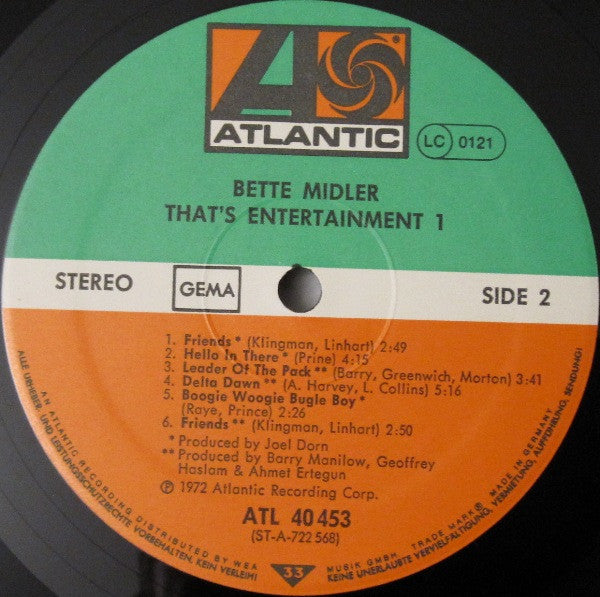 ATLANTIC
LC 0121
BETTE MIDLER
THAT'S ENTERTAINMENT 1
STEREO
GEMA
SIDE 2
1. Friends * (Klingman, Linhart) 2:49
2. Hello In There * (Prine) 4:15
3. Leader Of The Pack ** (Barry, Greenwich, Morton) 3:41
4. Delta Dawn ** (A. Harvey, L. Collins) 5:16
5. Boogie Woogie Bugle Boy *
(Raye, Prince) 2:26
6. Friends ** (Klingman, Linhart) 2:50
* Produced by Joel Dorn
** Produced by Barry Manilow, Geoffrey
Haslam & Ahmet Ertegun
℗ 1972 Atlantic Recording Corp.
ATL 40 453
(ST-A-722 568)
33
AN ATLANTIC RECORDING DISTRIBUTED BY WEA MUSIK GMBH. TRADE MARK ® MADE IN GERMANY
ALLE URHEBER- UND LEISTUNGSSCHUTZRECHTE VORBEHALTEN. KEIN VERLEIH! KEINE UNERLAUBTE VERVIELFÄLTIGUNG, VERMIETUNG, AUFFÜHRUNG, SENDUNG!